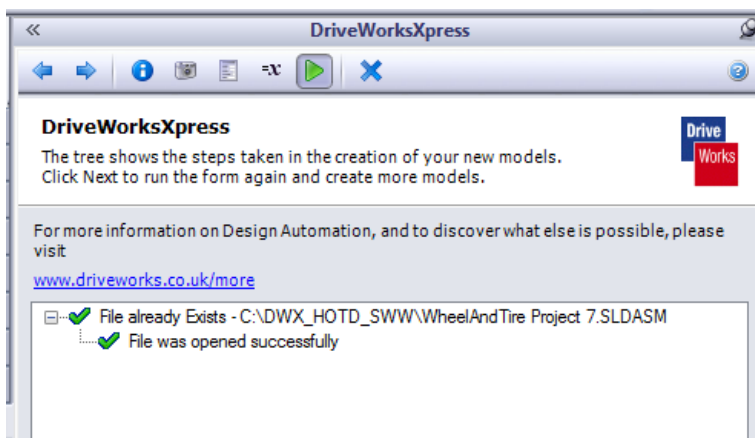 DriveWorksXpress
=x
DriveWorksXpress
Drive
Works
The tree shows the steps taken in the creation of your new models.
Click Next to run the form again and create more models.
For more information on Design Automation, and to discover what else is possible, please
visit
www.driveworks.co.uk/more
File already Exists - C:\DWX_HOTD_SWW\WheelAndTire Project 7.SLDASM
File was opened successfully